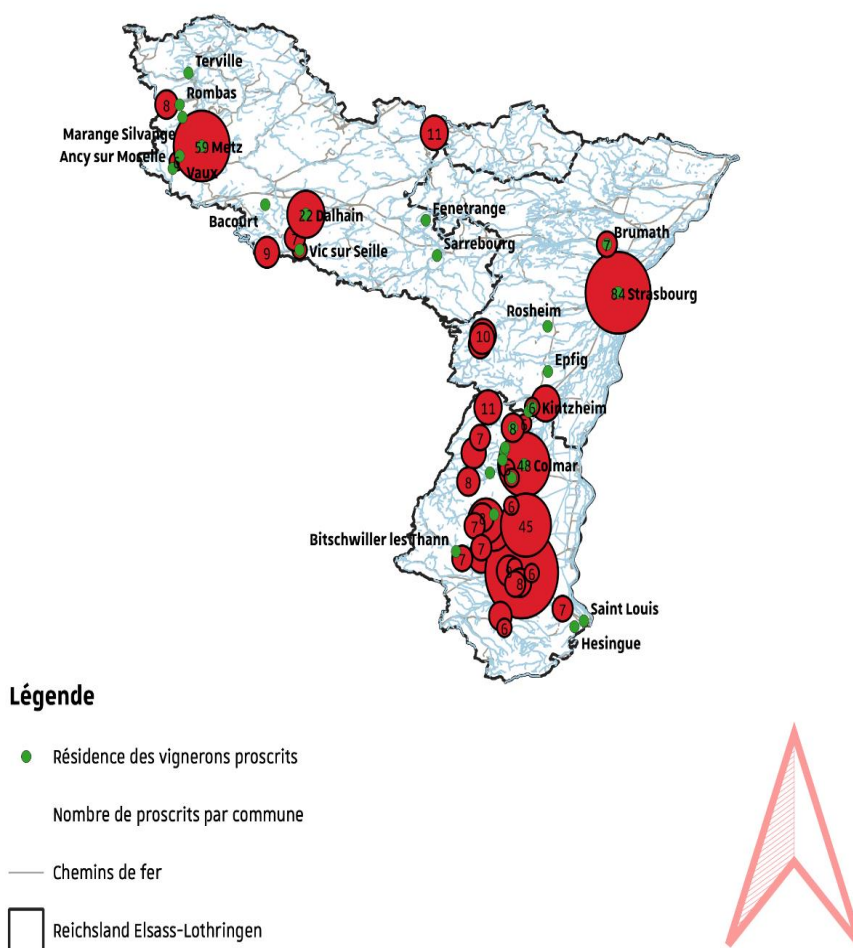 Terville
Rombas
8
Marange Silvange
59 Metz
Ancy sur Moselle
Vaux
11
Bacourt
22 Dalhain
Fenetrange
Brumath
7
9
Vic sur Seille
Sarrebourg
84 Strasbourg
Rosheim
10
Epfig
11
6 Kintzheim
8
6
7
48 Colmar
6
8
6
8
7
45
Bitschwiller les Thann
7
7
6
8
7
Saint Louis
6
Hesingue
Légende
Résidence des vignerons proscrits
Nombre de proscrits par commune
Chemins de fer
Reichsland Elsass-Lothringen